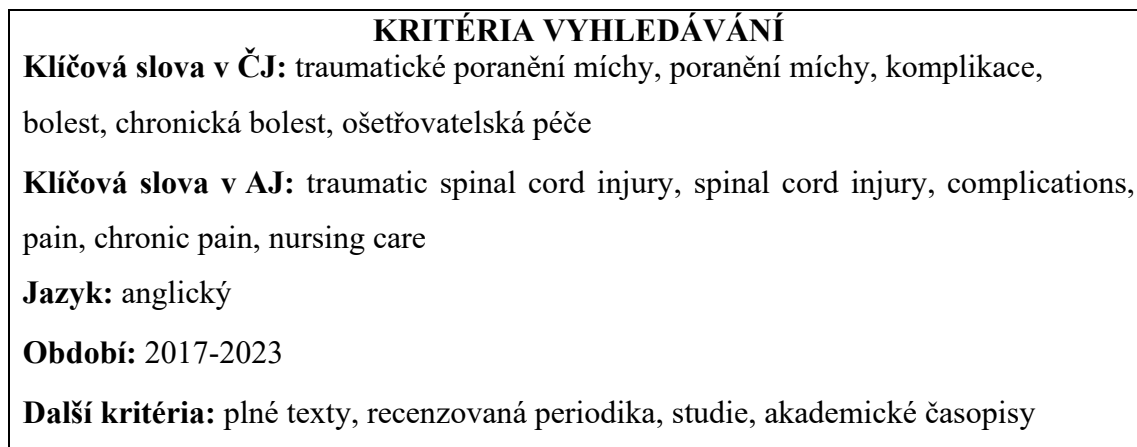 KRITÉRIA VYHLEDÁVÁNÍ
Klíčová slova v ČJ: traumatické poranění míchy, poranění míchy, komplikace,
bolest, chronická bolest, ošetřovatelská péče
Klíčová slova v AJ: traumatic spinal cord injury, spinal cord injury, complications,
pain, chronic pain, nursing care
Jazyk: anglický
Období: 2017-2023
Další kritéria: plné texty, recenzovaná periodika, studie, akademické časopisy